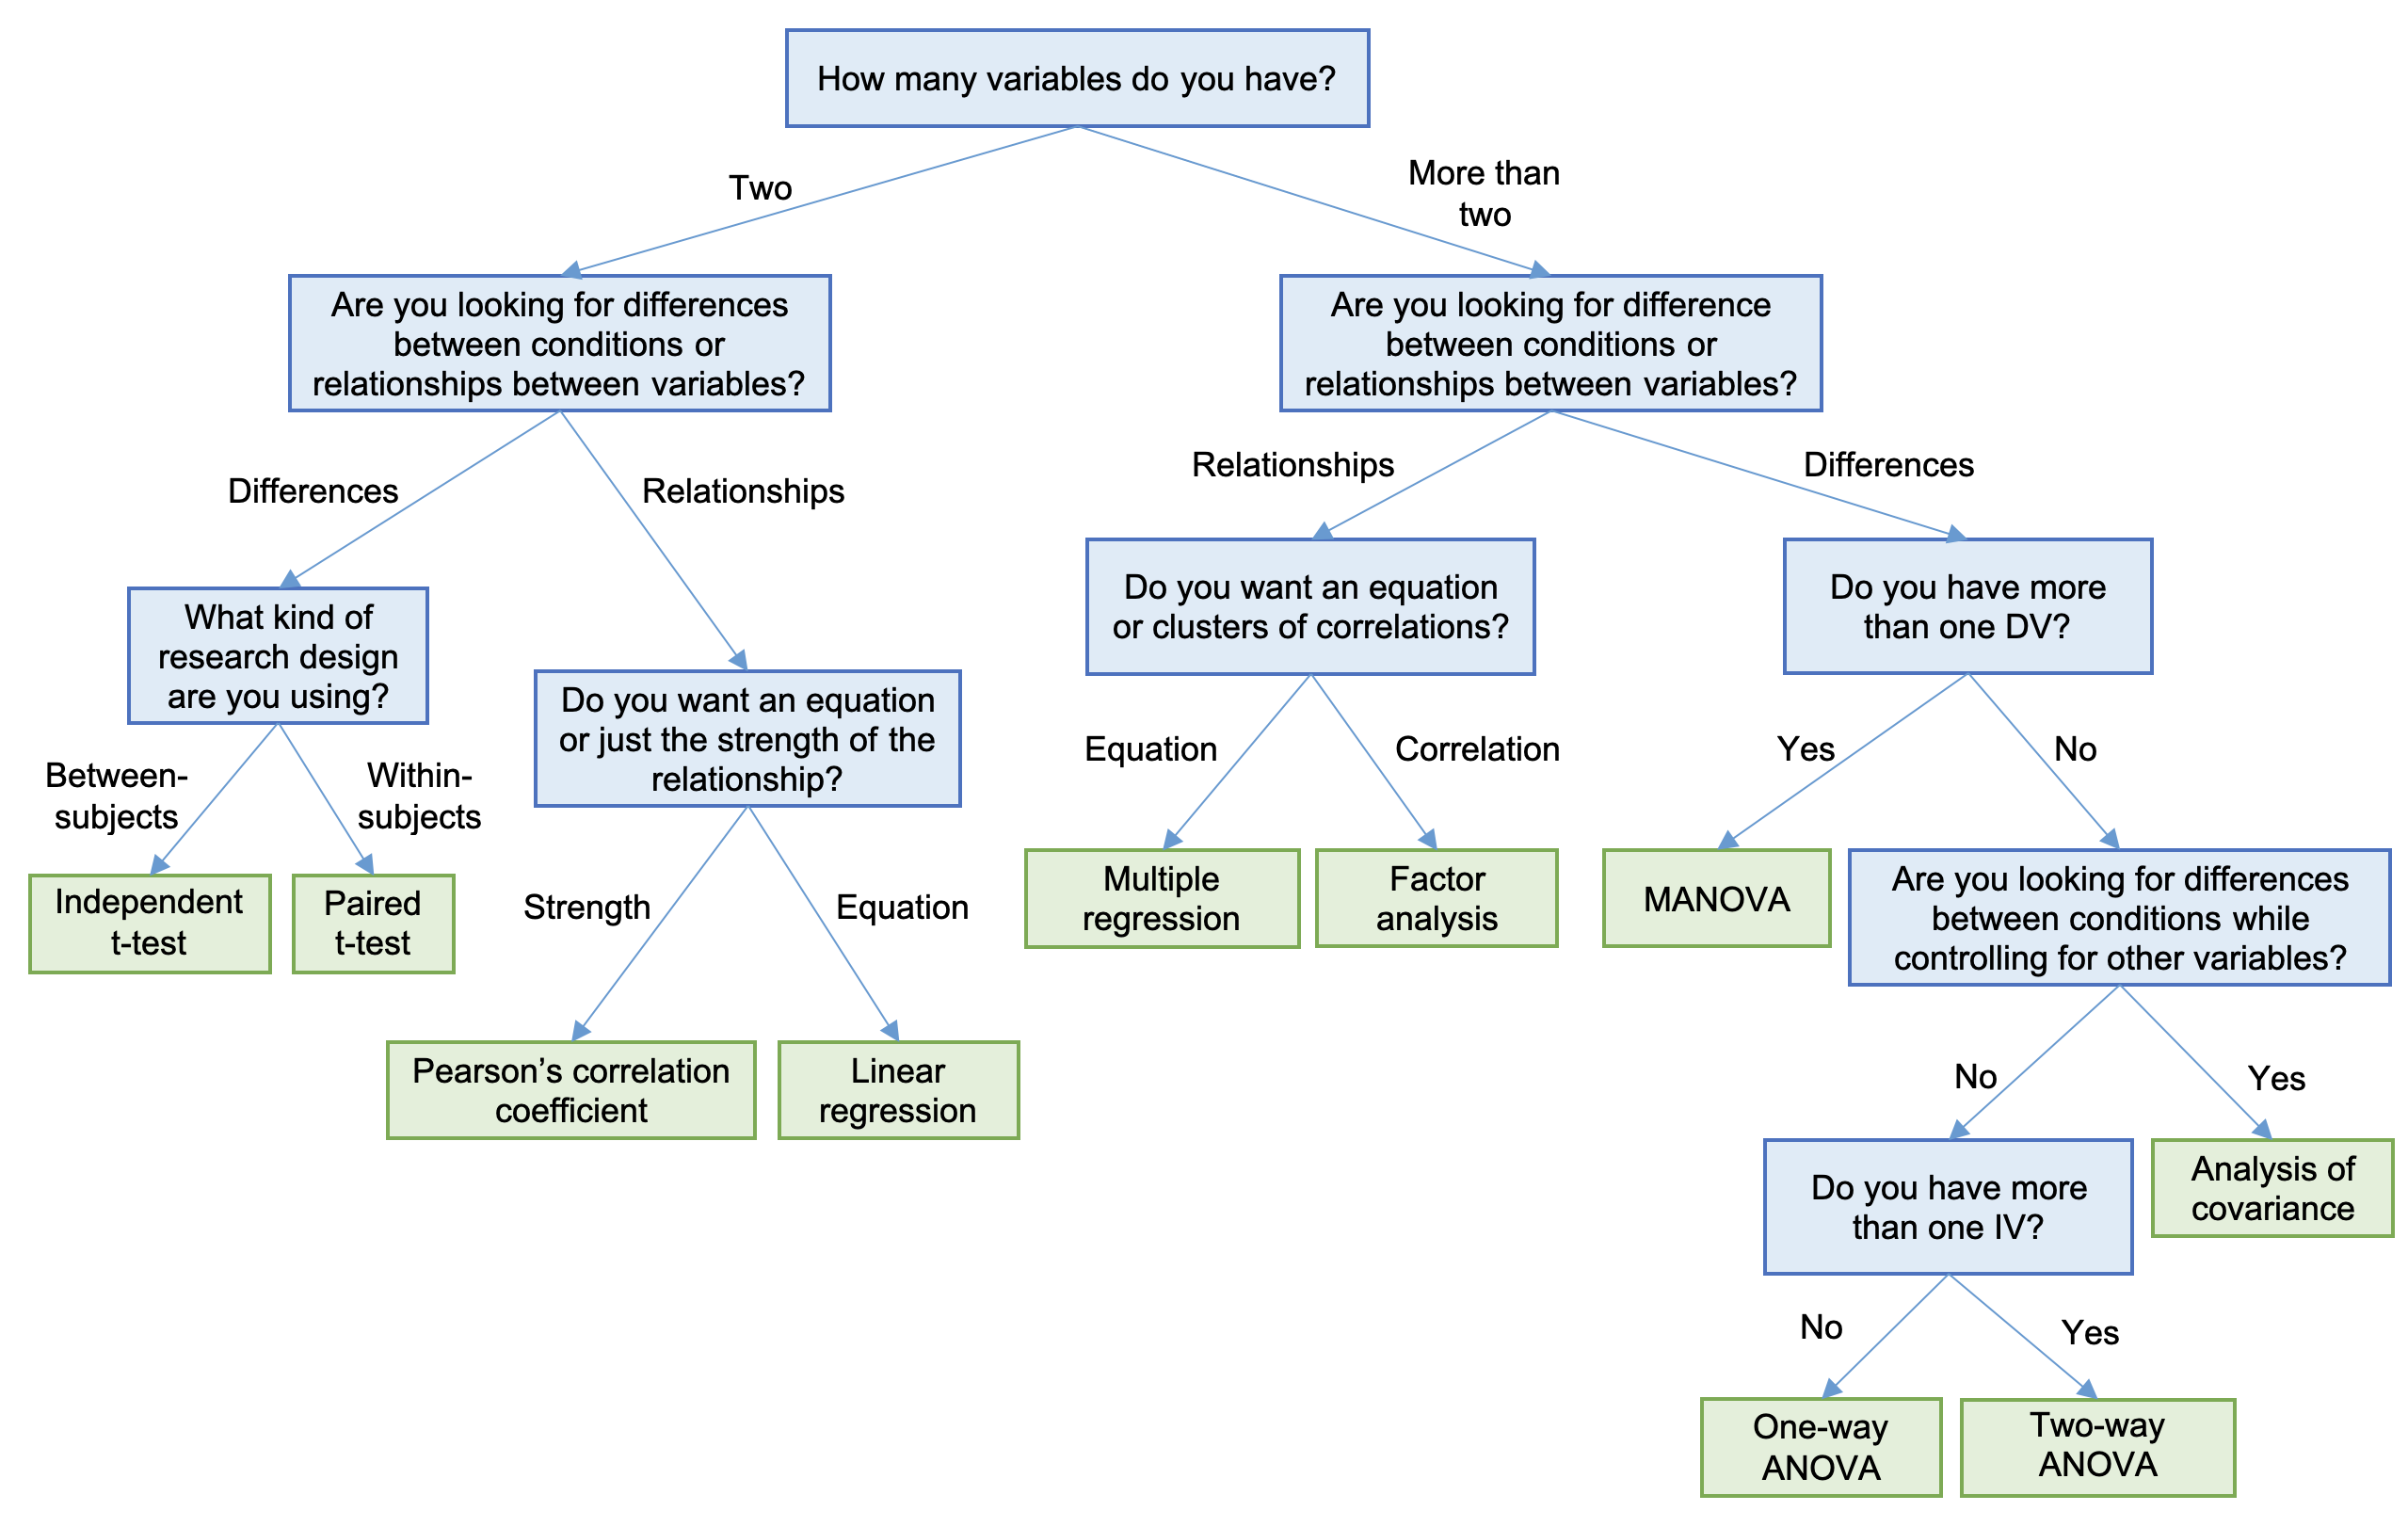 How many variables do you have?
Two
More than
two
Are you looking for differences
between conditions or
relationships between variables?
Are you looking for difference
between conditions or
relationships between variables?
Differences
Relationships
Relationships
Differences
What kind of
research design
are you using?
Do you want an equation
or just the strength of the
relationship?
Do you want an equation
or clusters of correlations?
Do you have more
than one DV?
Between-
subjects
Within-
subjects
Equation
Correlation
Yes
No
Independent
t-test
Paired
t-test
Strength
Equation
Multiple
regression
Factor
analysis
MANOVA
Are you looking for differences
between conditions while
controlling for other variables?
Pearson’s correlation
coefficient
Linear
regression
No
Yes
Do you have more
than one IV?
Analysis of
covariance
No
Yes
One-way
ANOVA
Two-way
ANOVA